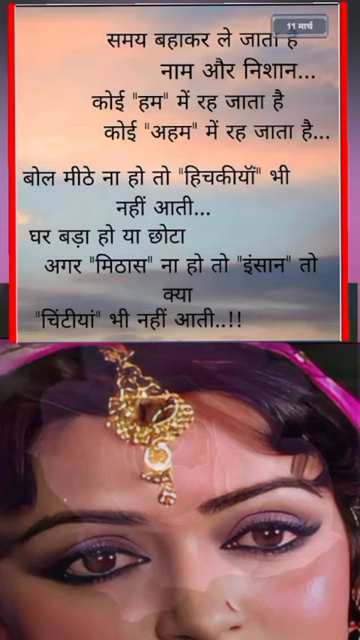 11 मार्च
समय बहाकर ले जाता है
नाम और निशान...
कोई "हम" में रह जाता है
कोई "अहम" में रह जाता है...
बोल मीठे ना हो तो "हिचकीयाॅं" भी
नहीं आती...
घर बड़ा हो या छोटा
अगर "मिठास" ना हो तो "इंसान" तो
क्या
"चिंटीयां" भी नहीं आती..!!